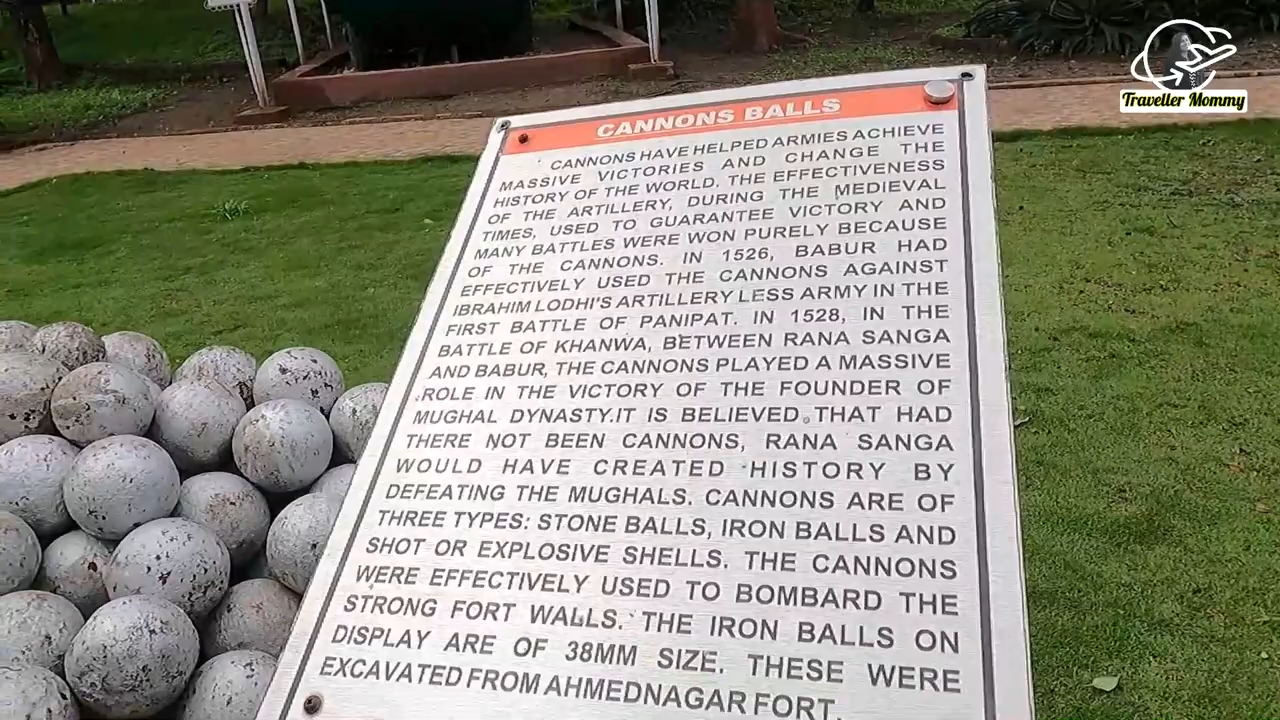 Traveller Mommy
CANNONS BALLS
CANNONS HAVE HELPED ARMIES ACHIEVE
MASSIVE VICTORIES AND CHANGE THE
HISTORY OF THE WORLD. THE EFFECTIVENESS
OF THE ARTILLERY, DURING THE MEDIEVAL
TIMES, USED TO GUARANTEE VICTORY AND
MANY BATTLES WERE WON PURELY BECAUSE
OF THE CANNONS. IN 1526, BABUR HAD
EFFECTIVELY USED THE CANNONS AGAINST
IBRAHIM LODHI'S ARTILLERY LESS ARMY IN THE
FIRST BATTLE OF PANIPAT. IN 1528, IN THE
BATTLE OF KHANWA, BETWEEN RANA SANGA
AND BABUR, THE CANNONS PLAYED A MASSIVE
ROLE IN THE VICTORY OF THE FOUNDER OF
MUGHAL DYNASTY.IT IS BELIEVED THAT HAD
THERE NOT BEEN CANNONS, RANA SANGA
WOULD HAVE CREATED HISTORY BY
DEFEATING THE MUGHALS. CANNONS ARE OF
THREE TYPES: STONE BALLS, IRON BALLS AND
SHOT OR EXPLOSIVE SHELLS. THE CANNONS
WERE EFFECTIVELY USED TO BOMBARD THE
STRONG FORT WALLS. THE IRON BALLS ON
DISPLAY ARE OF 38MM SIZE. THESE WERE
EXCAVATED FROM AHMEDNAGAR FORT.